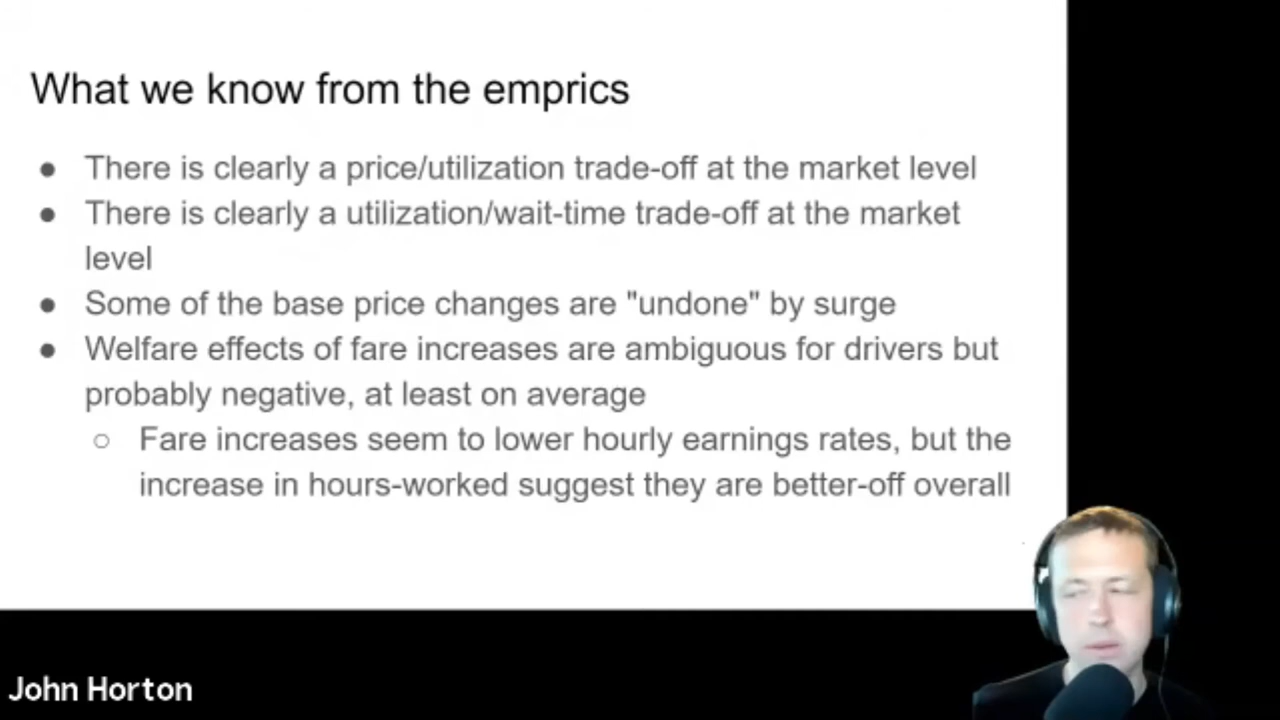 What we know from the emprics
● There is clearly a price/utilization trade-off at the market level
● There is clearly a utilization/wait-time trade-off at the market
level
● Some of the base price changes are "undone" by surge
● Welfare effects of fare increases are ambiguous for drivers but
probably negative, at least on average
○ Fare increases seem to lower hourly earnings rates, but the
increase in hours-worked suggest they are better-off overall
John Horton